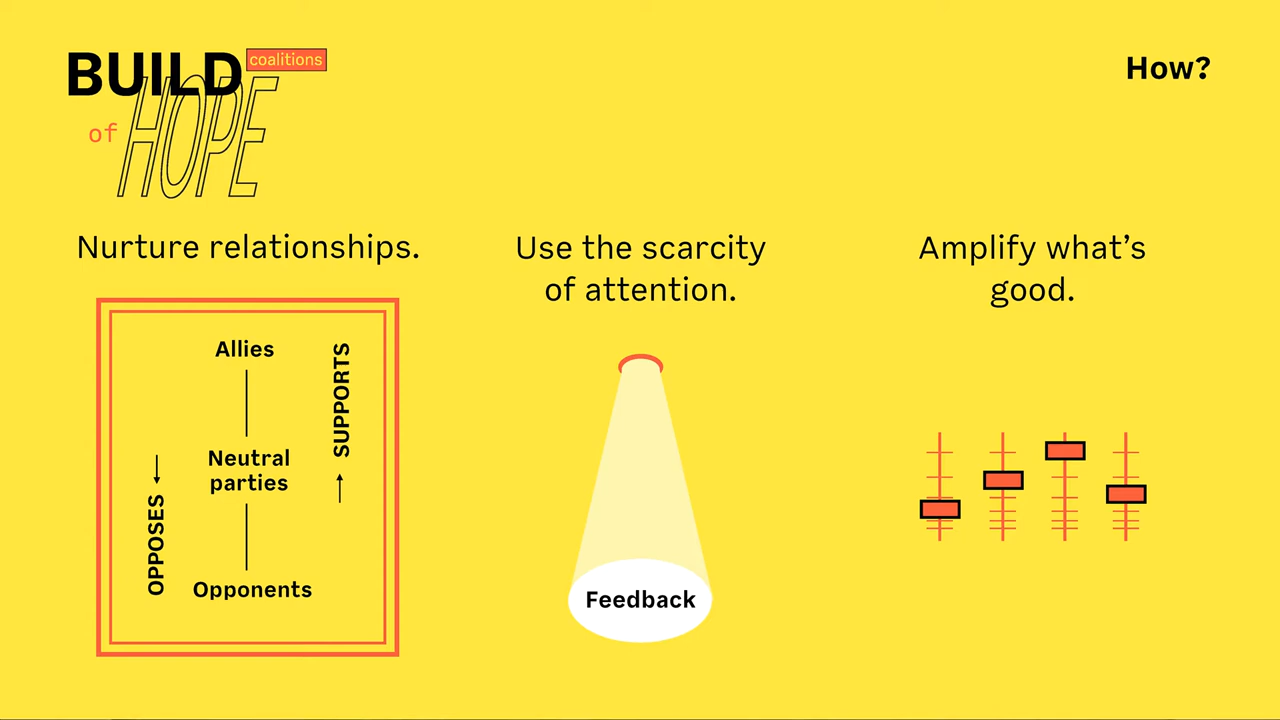 BUILD coalitions
of HOPE
How?
Nurture relationships.
Allies
Neutral
parties
Opponents
OPPOSES
SUPPORTS
Use the scarcity
of attention.
Feedback
Amplify what’s
good.